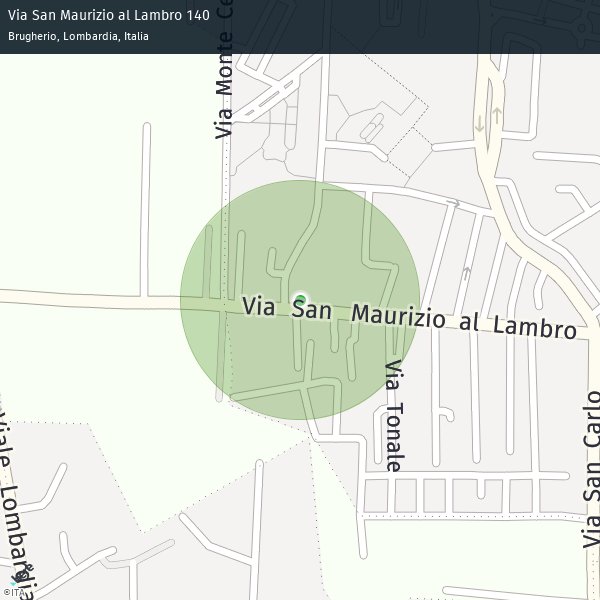 Via San Maurizio al Lambro 140
Brugherio, Lombardia, Italia
Via Monte Ce
Via San Maurizio al Lambro
Via Tonale
Via San Carlo
Viale Lombardia
©ITA